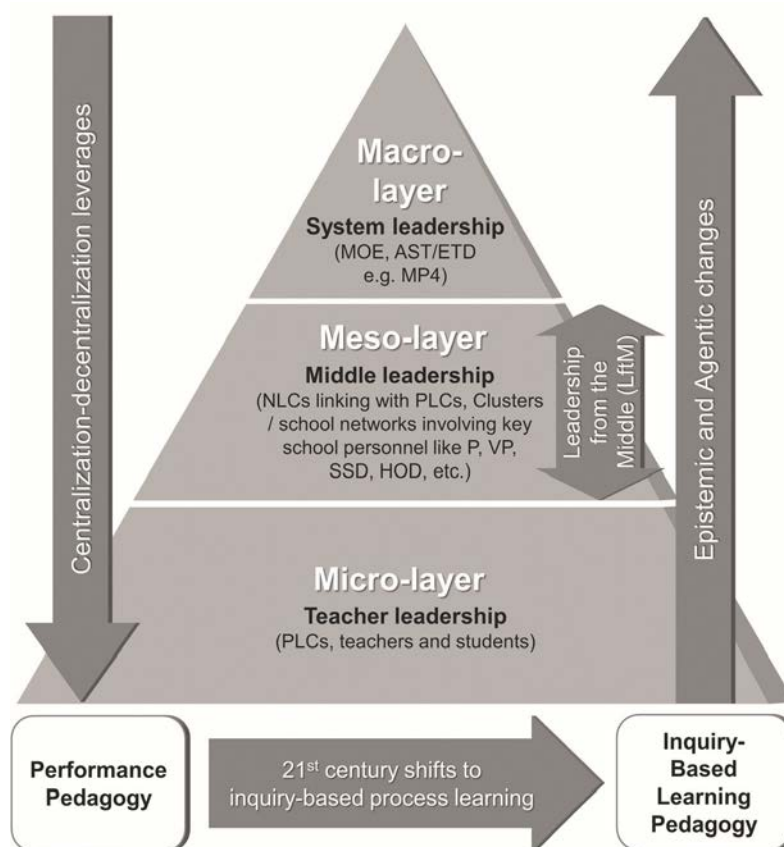 Centralization-decentralization leverages
Macro-
layer
System leadership
(MOE, AST/ETD
e.g. MP4)
Meso-layer
Middle leadership
(NLCs linking with PLCs, Clusters
/ school networks involving key
school personnel like P, VP,
SSD, HOD, etc.)
Leadership
from the
Middle (LftM)
Epistemic and Agentic changes
Micro-layer
Teacher leadership
(PLCs, teachers and students)
Performance
Pedagogy
21st century shifts to
inquiry-based process learning
Inquiry-
Based
Learning
Pedagogy